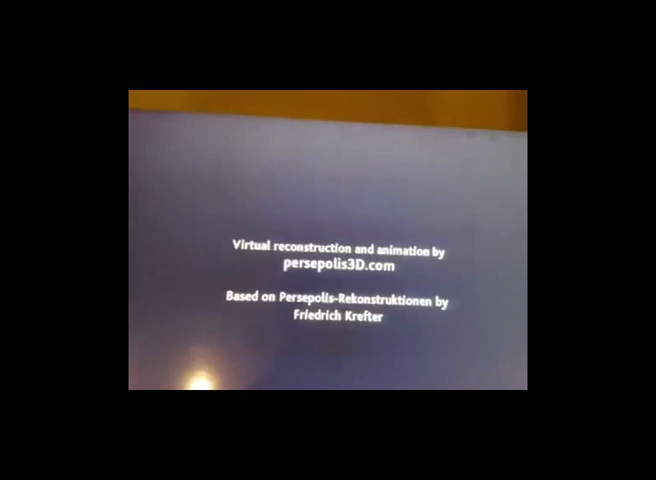 Virtual reconstruction and animation by
persepolis3D.com
Based on Persepolis-Rekonstruktionen by
Friedrich Krefter